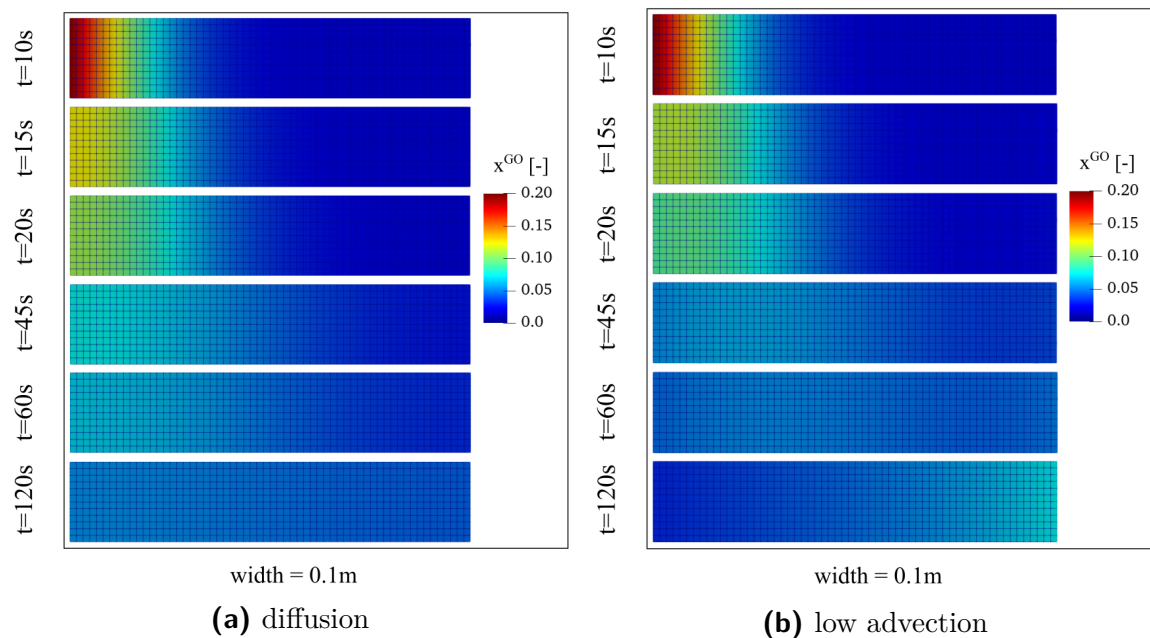 t=10s
t=15s
t=20s
t=45s
t=60s
t=120s
x^GO [-]
0.20
0.15
0.10
0.05
0.0
width = 0.1m
(a) diffusion
t=10s
t=15s
t=20s
t=45s
t=60s
t=120s
x^GO [-]
0.20
0.15
0.10
0.05
0.0
width = 0.1m
(b) low advection